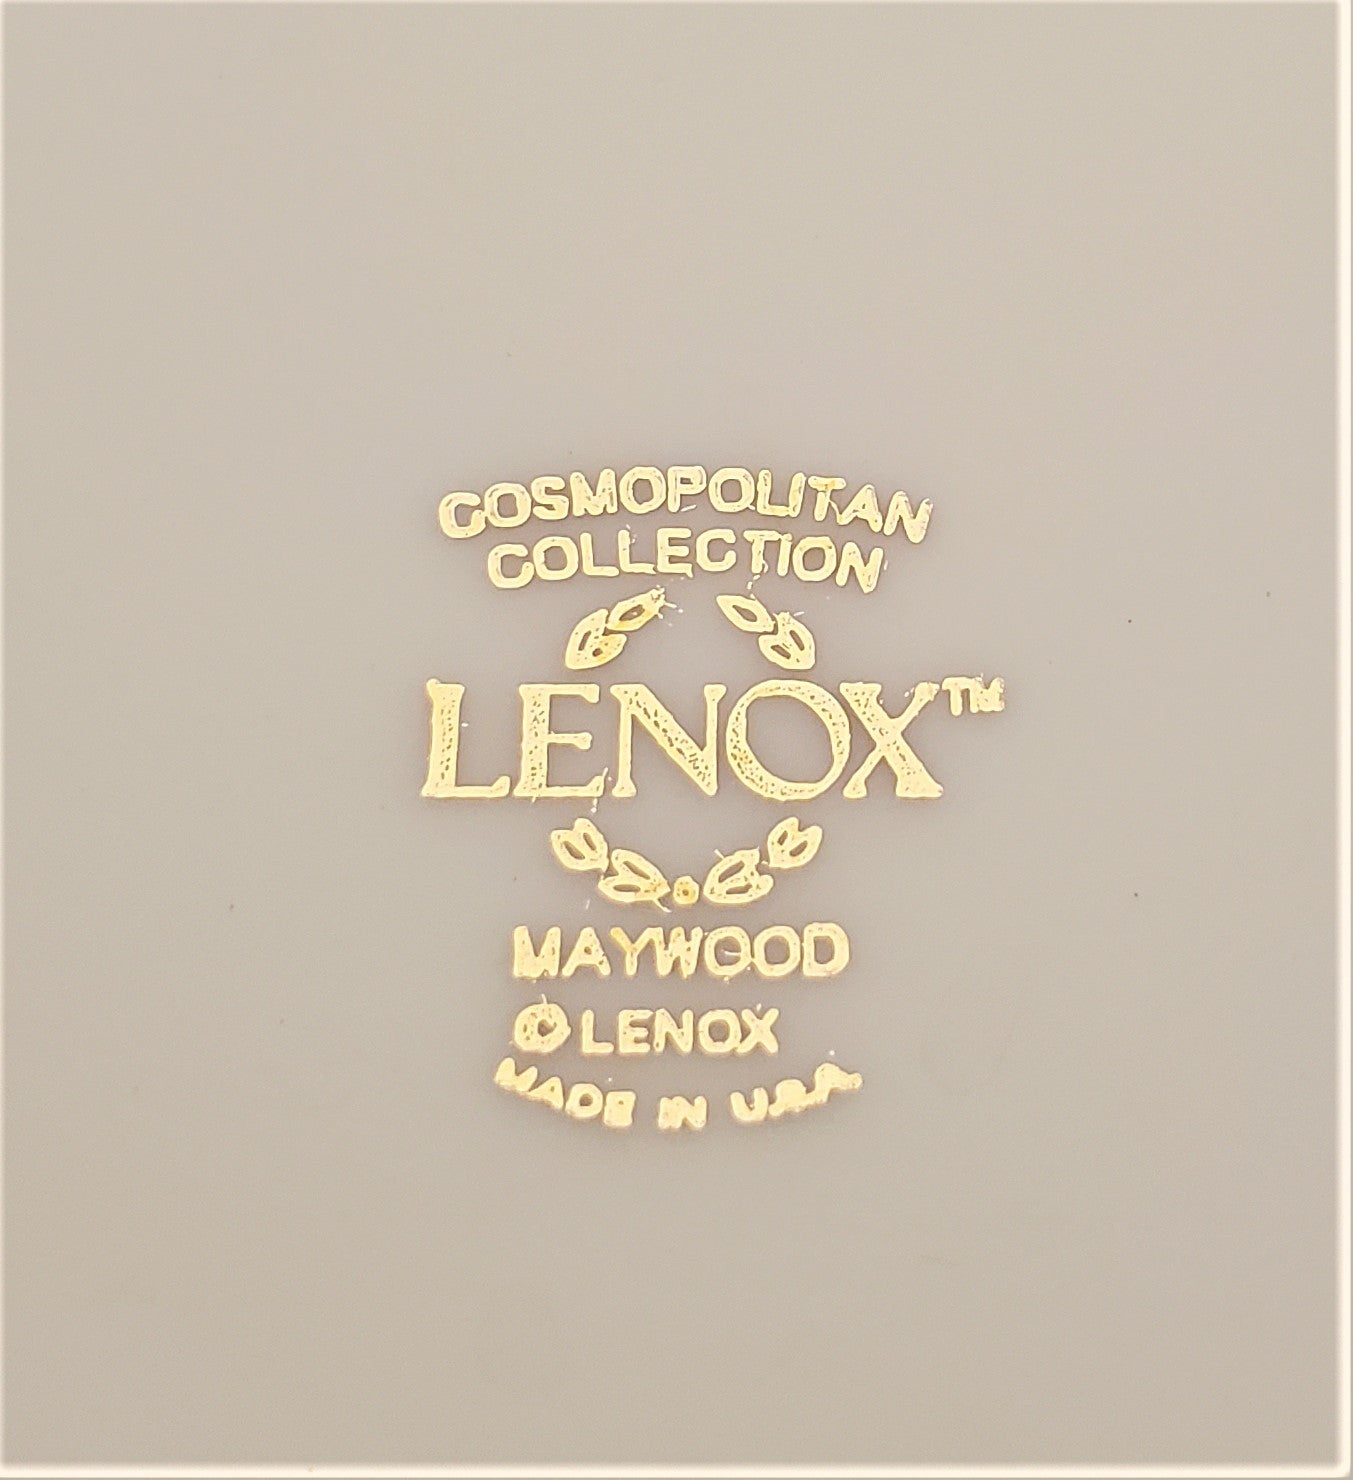 COSMOPOLITAN
COLLECTION
LENOX™
MAYWOOD
© LENOX
MADE IN U.S.A.